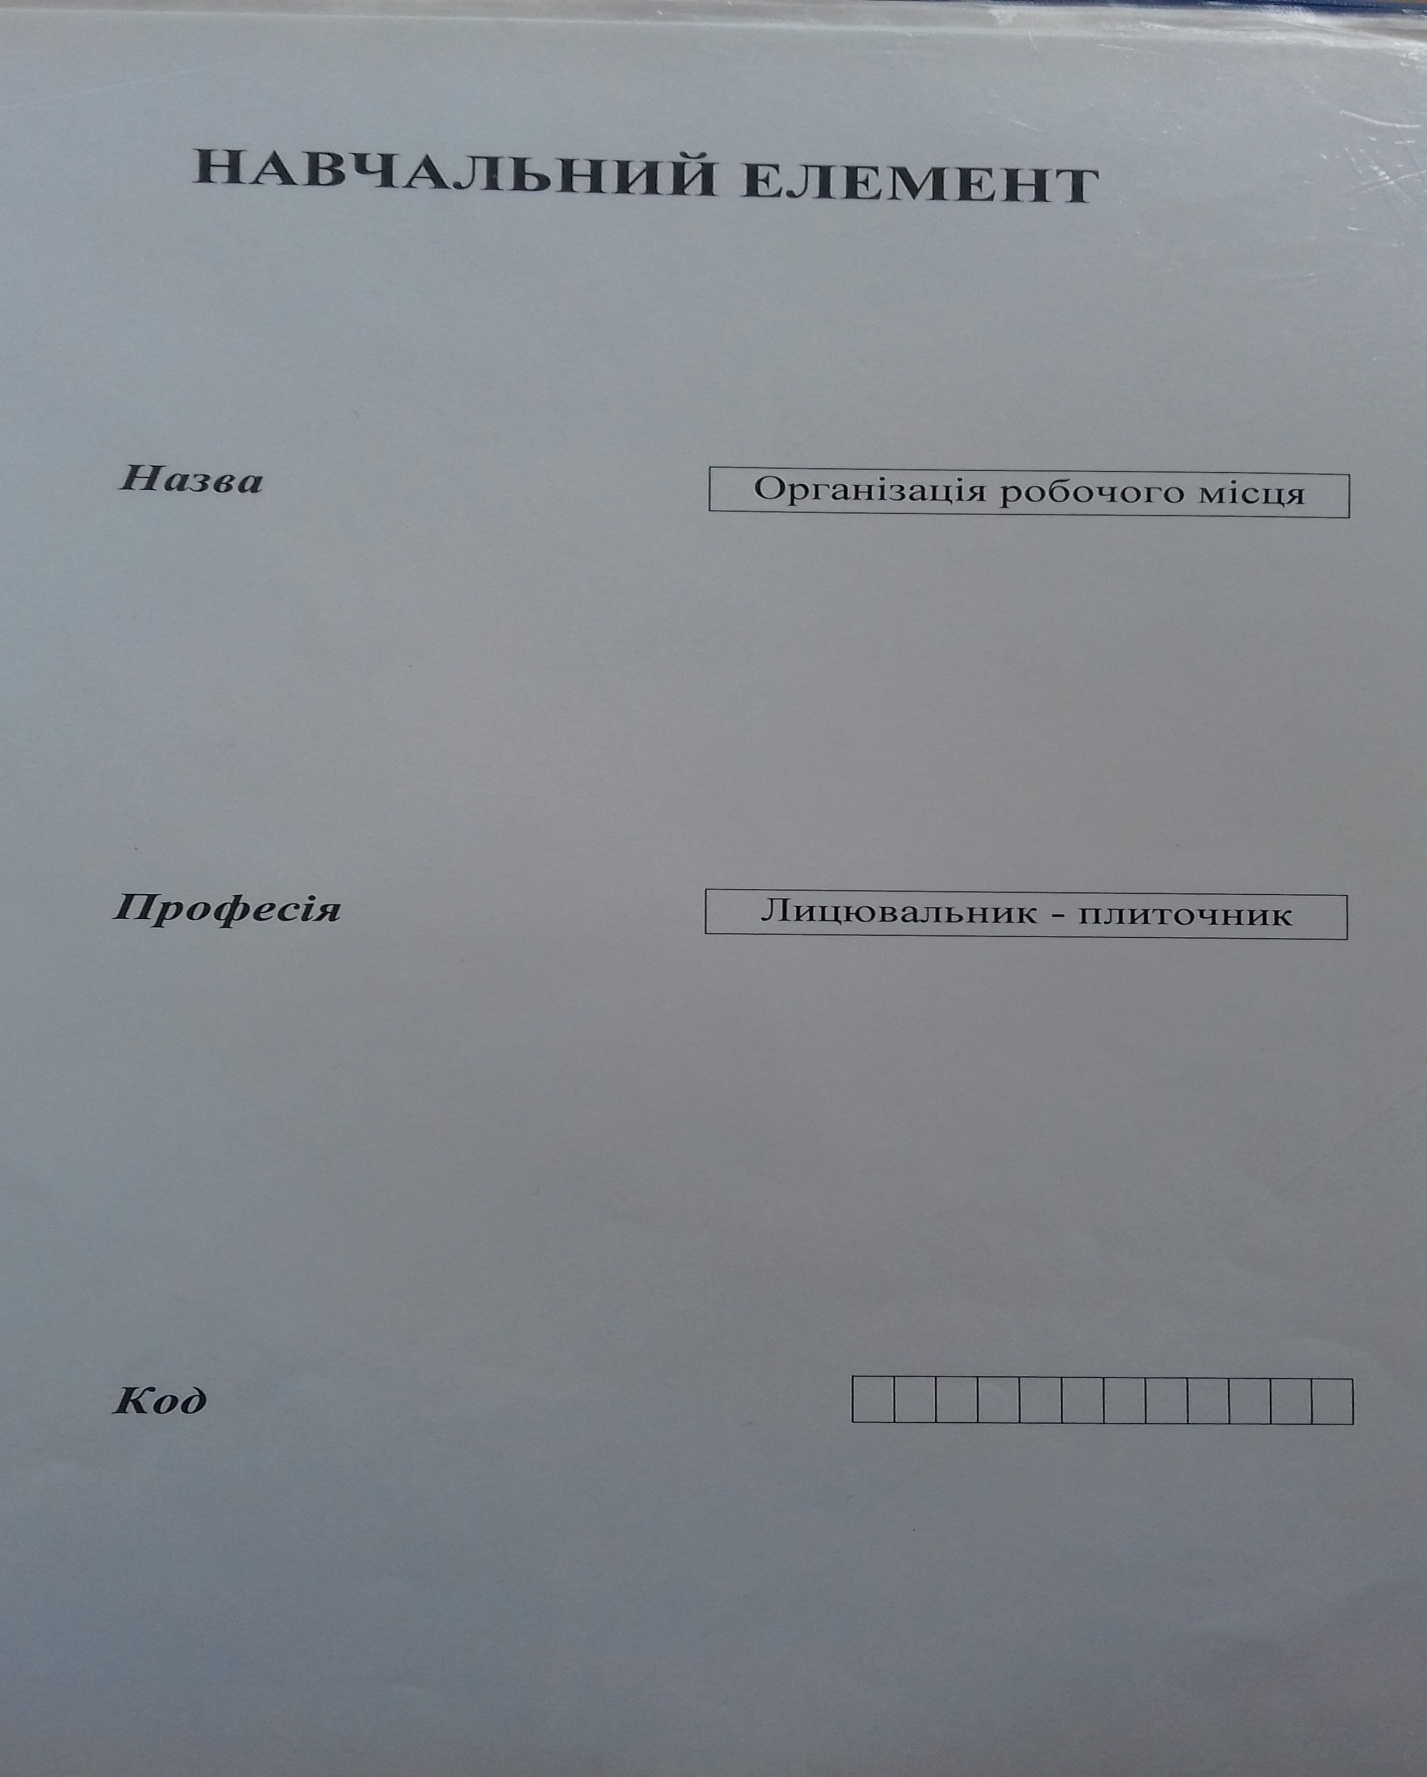 НАВЧАЛЬНИЙ ЕЛЕМЕНТ
Назва
Організація робочого місця
Професія
Лицювальник - плиточник
Код